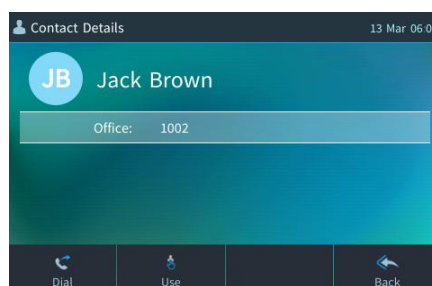 Contact Details 13 Mar 06:0
JB Jack Brown
Office: 1002
Dial Use Back